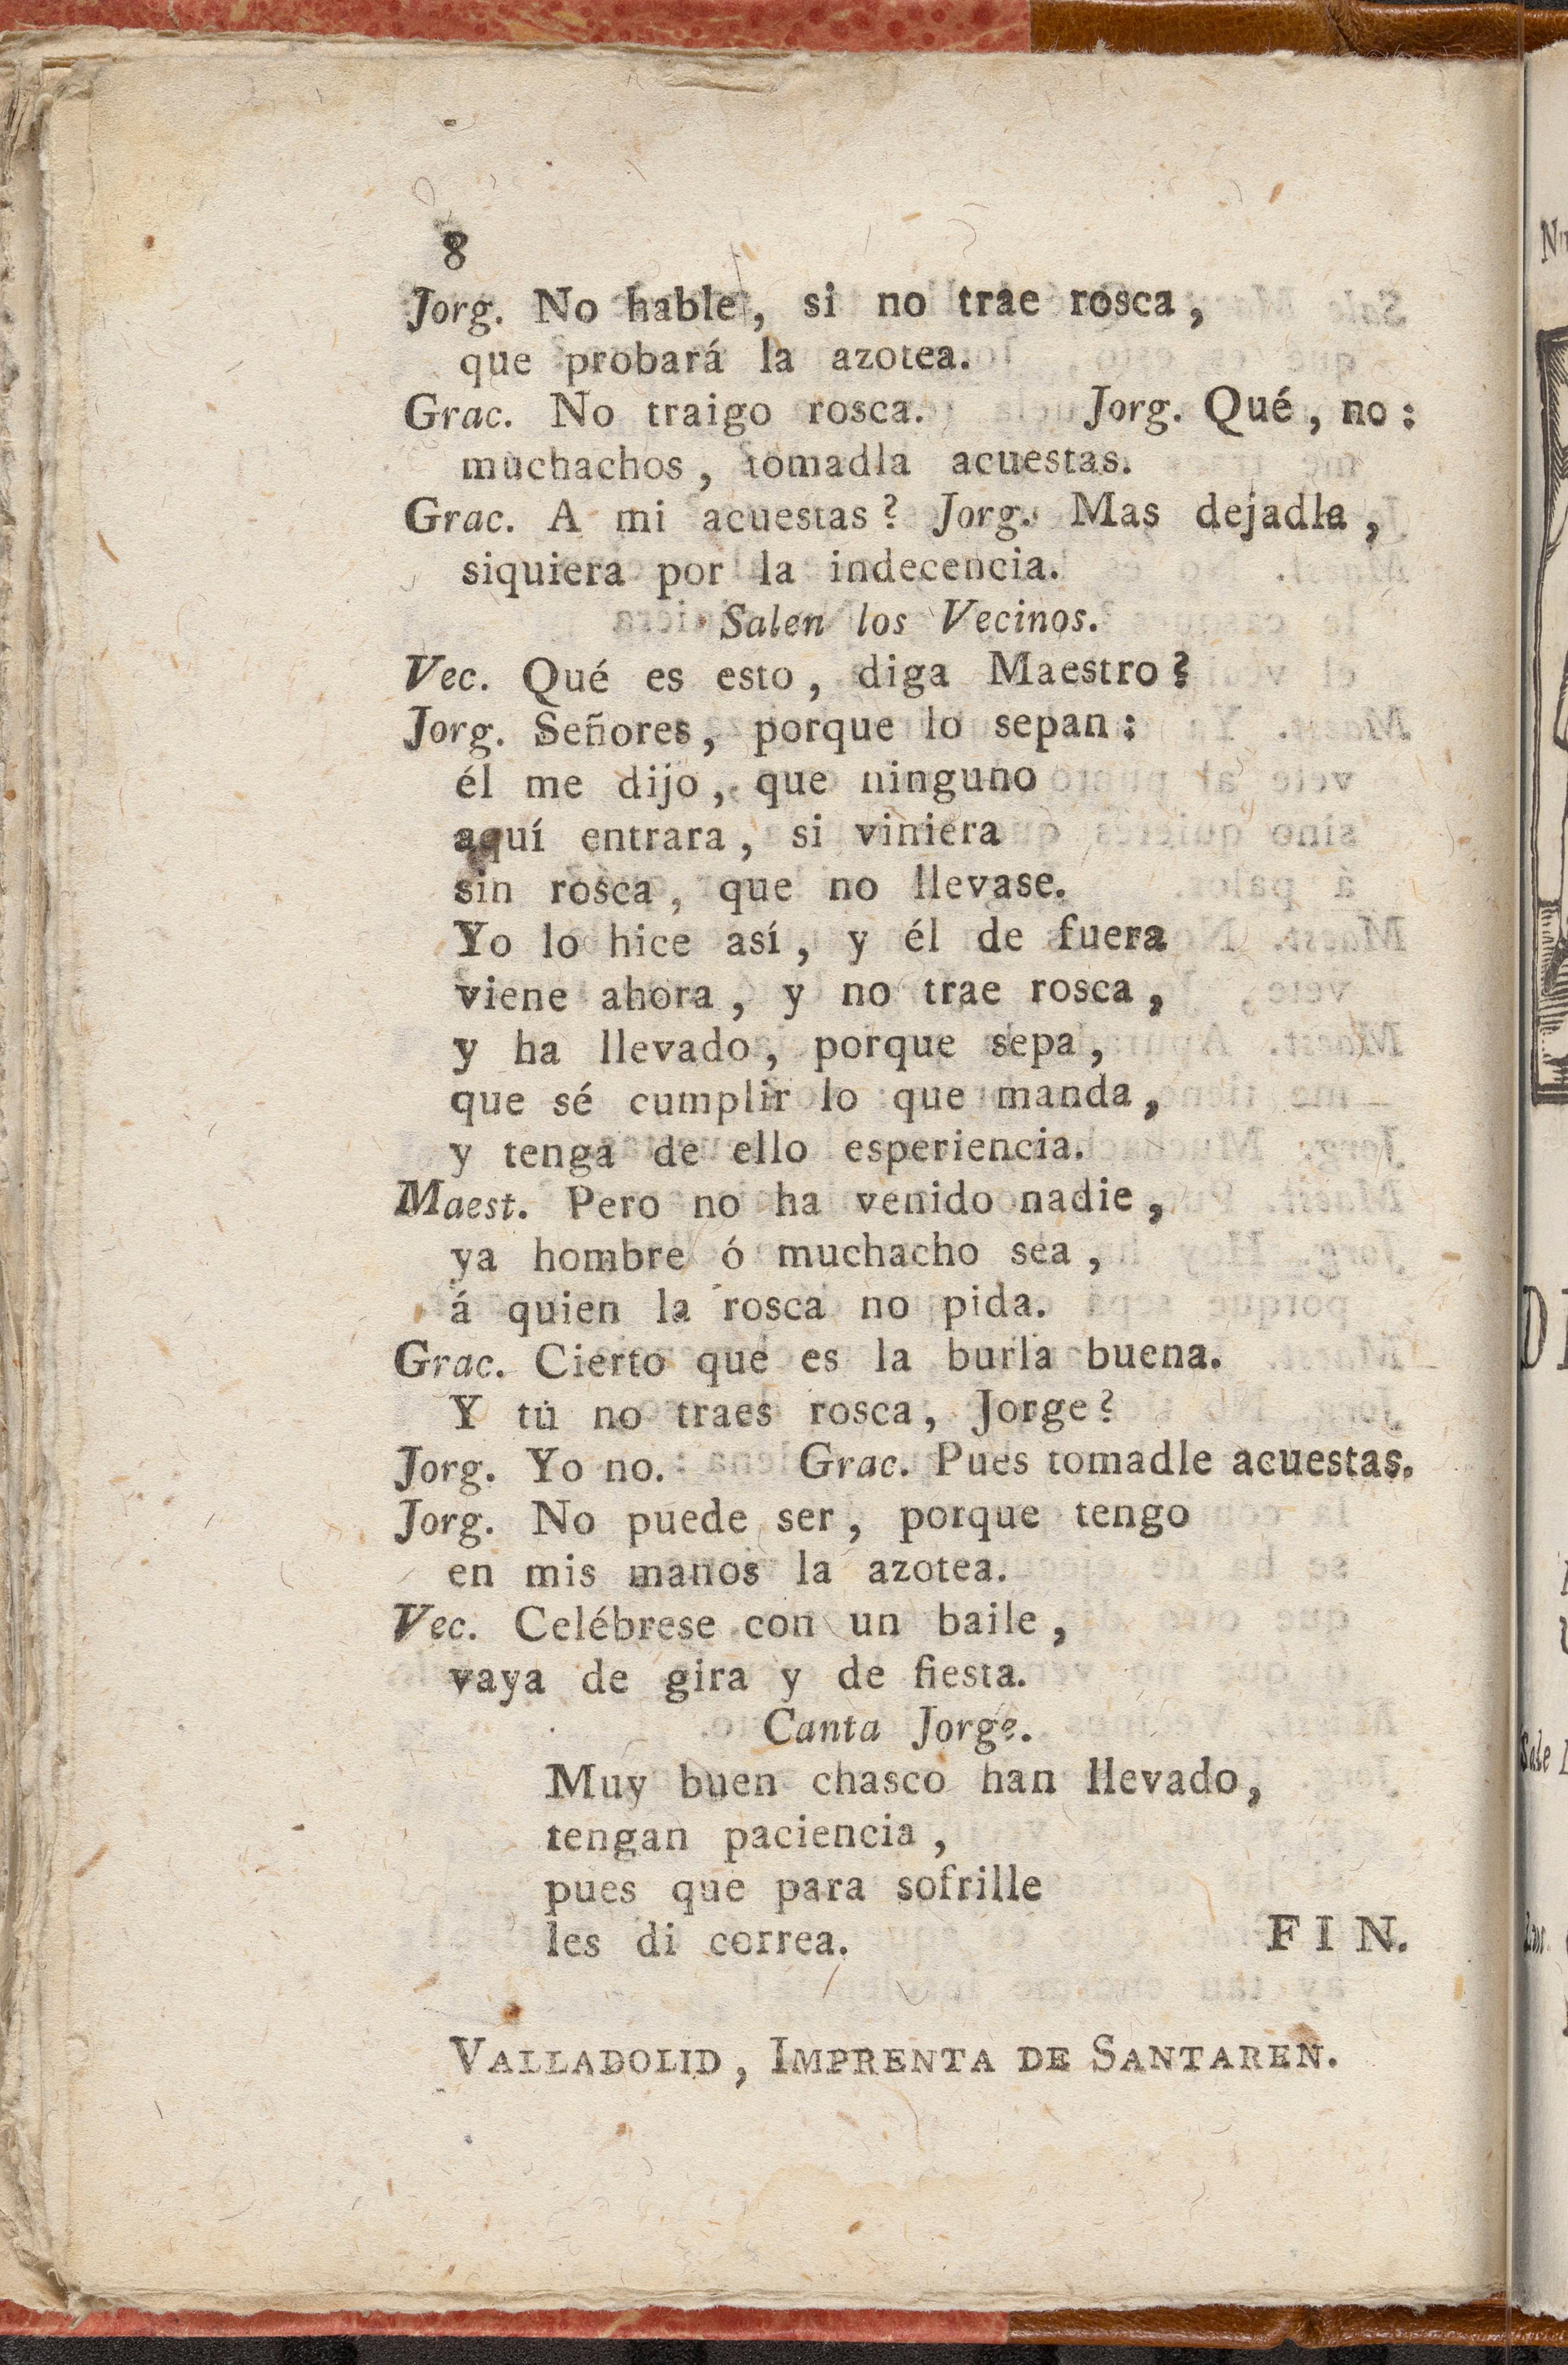 8
Jorg. No hable, si no trae rosca,
que probará la azotea.
Grac. No traigo rosca. Jorg. Qué, no:
muchachos, tomadla acuestas.
Grac. A mi acuestas? Jorg. Mas dejadla,
siquiera por la indecencia.
Salen los Vecinos.
Vec. Qué es esto, diga Maestro?
Jorg. Señores, porque lo sepan:
él me dijo, que ninguno
aquí entrara, si viniera
sin rosca, que no llevase.
Yo lo hice así, y él de fuera
viene ahora, y no trae rosca,
y ha llevado, porque sepa,
que sé cumplir lo que manda,
y tenga de ello esperiencia.
Maest. Pero no ha venido nadie,
ya hombre ó muchacho sea,
á quien la rosca no pida.
Grac. Cierto que es la burla buena.
Y tú no traes rosca, Jorge?
Jorg. Yo no. Grac. Pues tomadle acuestas.
Jorg. No puede ser, porque tengo
en mis manos la azotea.
Vec. Celébrese con un baile,
vaya de gira y de fiesta.
Canta Jorge.
Muy buen chasco han llevado,
tengan paciencia,
pues que para sofrille
les di correa. FIN.
VALLADOLID, IMPRENTA DE SANTAREN.